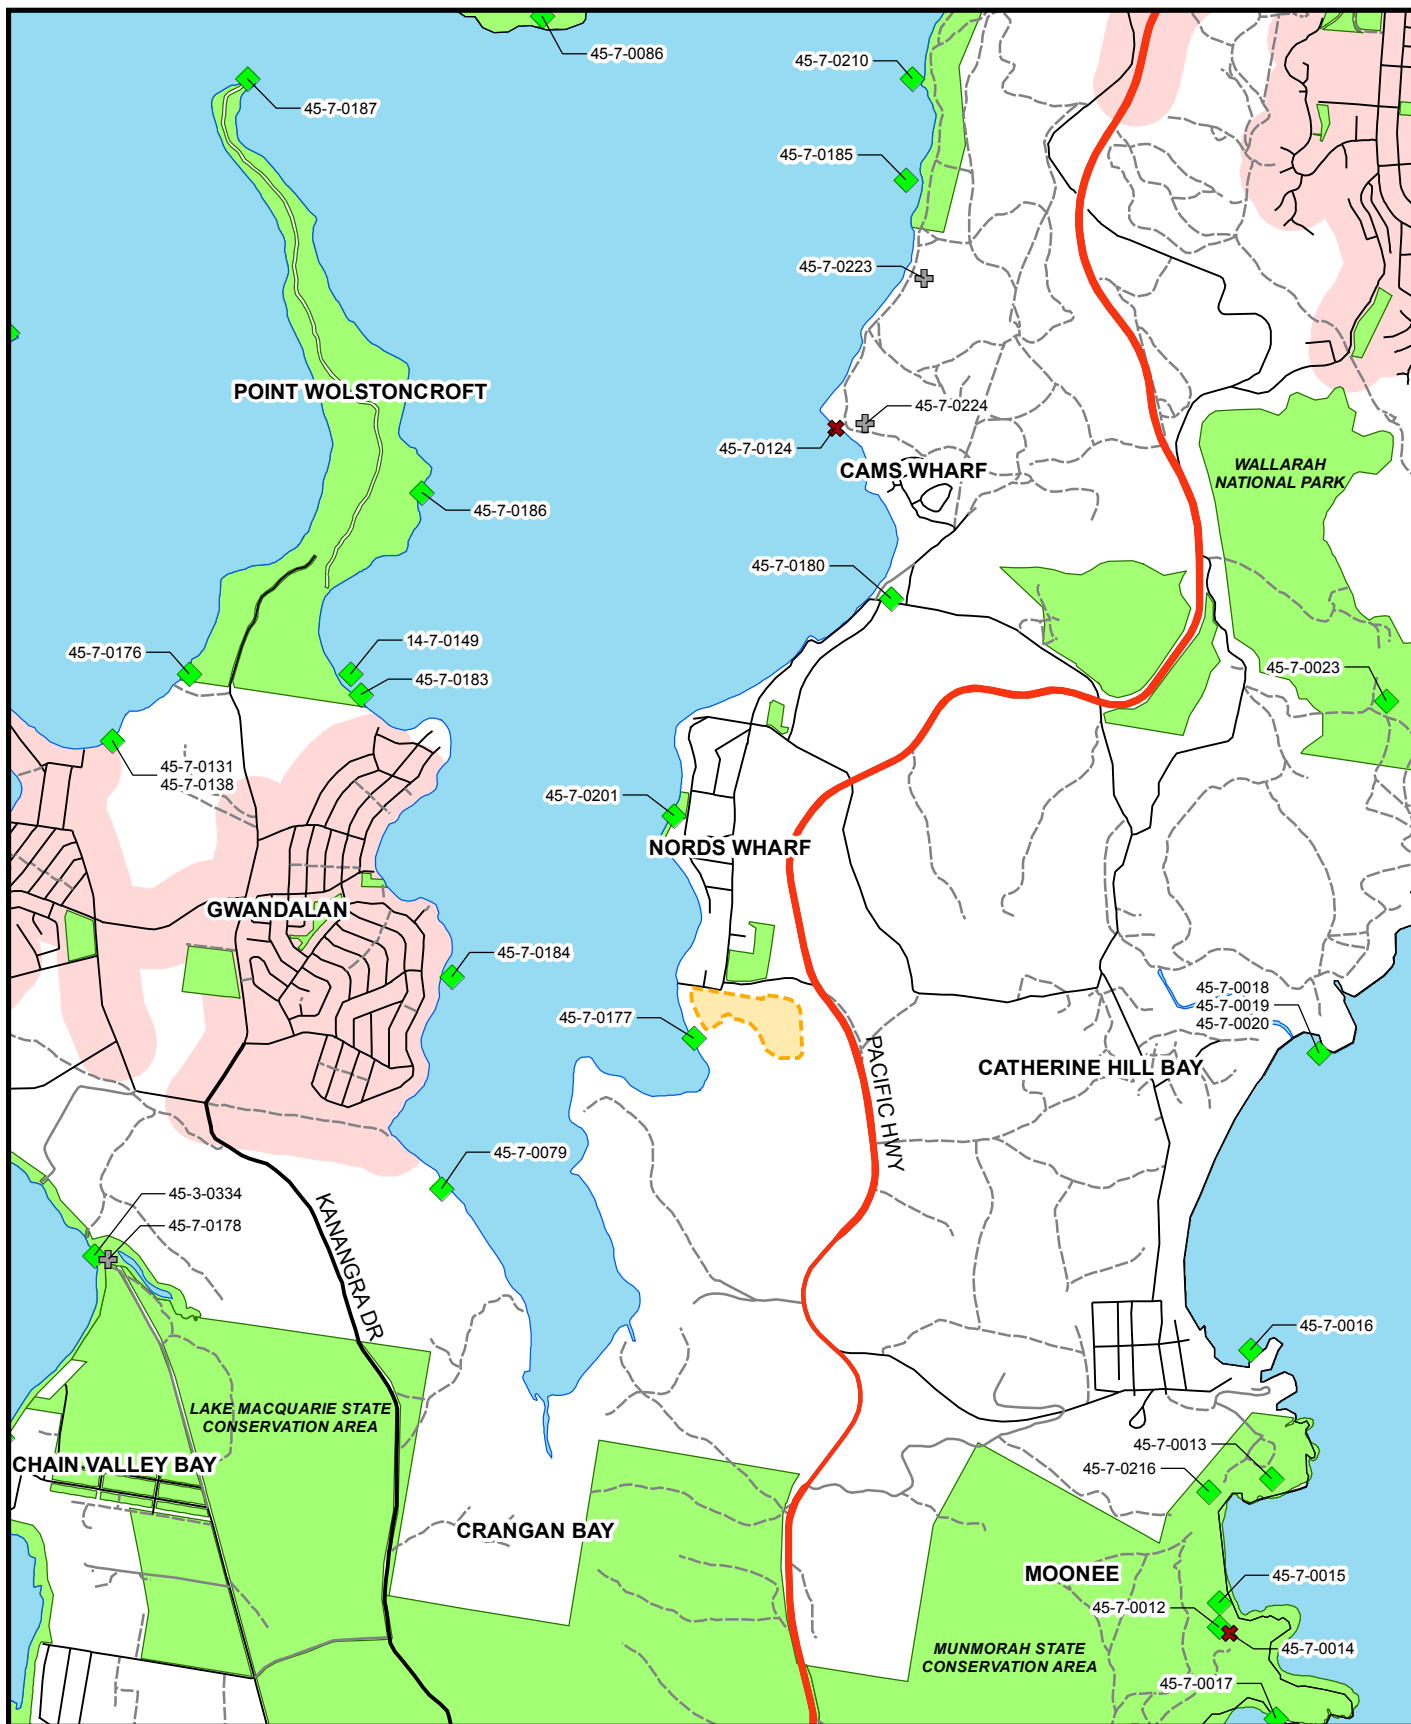 45-7-0086
45-7-0210
45-7-0187
45-7-0185
45-7-0223
POINT WOLSTONCROFT
45-7-0224
45-7-0124
CAMS WHARF
WALLARAH
NATIONAL PARK
45-7-0186
45-7-0180
14-7-0149
45-7-0176
45-7-0183
45-7-0023
45-7-0131
45-7-0138
45-7-0201
NORDS WHARF
GWANDALAN
45-7-0184
45-7-0018
45-7-0019
45-7-0020
45-7-0177
CATHERINE HILL BAY
PACIFIC HWY
45-7-0079
45-3-0334
45-7-0178
KANANGRA DR
45-7-0016
LAKE MACQUARIE STATE
CONSERVATION AREA
45-7-0013
CHAIN VALLEY BAY
45-7-0216
CRANGAN BAY
MOONEE
45-7-0015
45-7-0012
45-7-0014
MUNMORAH STATE
CONSERVATION AREA
45-7-0017